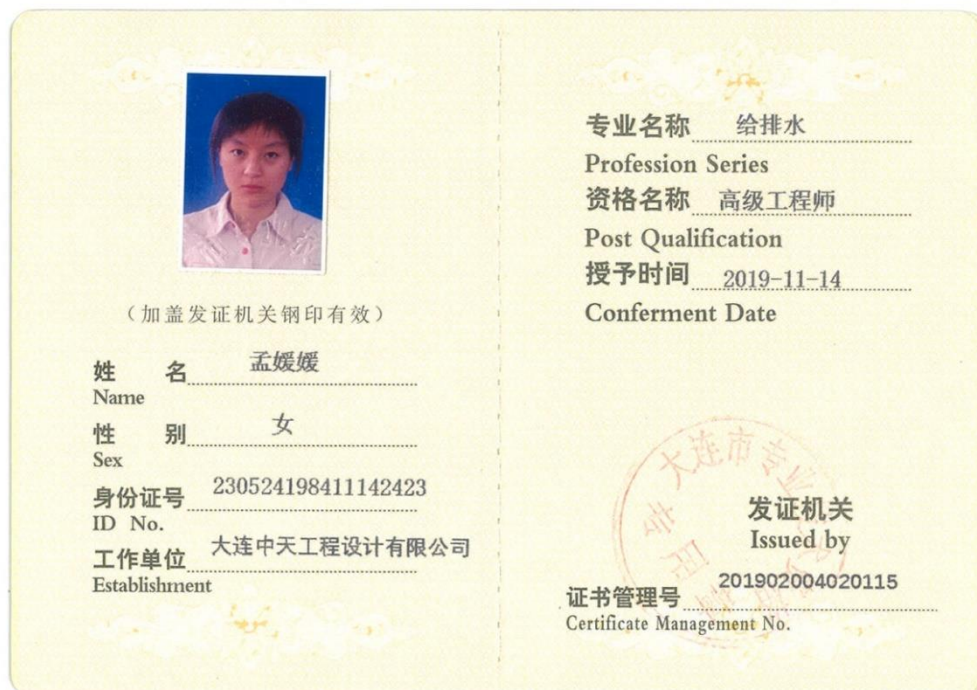 （加盖发证机关钢印有效）
姓 名 孟媛媛
Name
性 别 女
Sex
身份证号 230524198411142423
ID No.
工作单位 大连中天工程设计有限公司
Establishment
专业名称 给排水
Profession Series
资格名称 高级工程师
Post Qualification
授予时间 2019-11-14
Conferment Date
大连市专业
发证机关
Issued by
证书管理号 201902004020115
Certificate Management No.